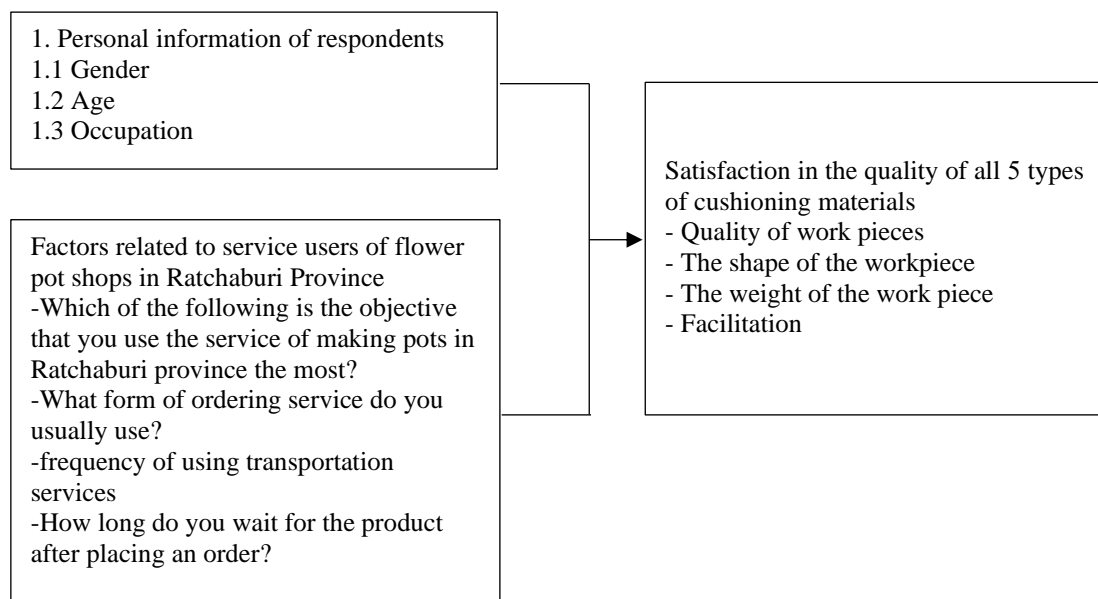 1. Personal information of respondents
1.1 Gender
1.2 Age
1.3 Occupation
Factors related to service users of flower
pot shops in Ratchaburi Province
-Which of the following is the objective
that you use the service of making pots in
Ratchaburi province the most?
-What form of ordering service do you
usually use?
-frequency of using transportation
services
-How long do you wait for the product
after placing an order?
Satisfaction in the quality of all 5 types
of cushioning materials
- Quality of work pieces
- The shape of the workpiece
- The weight of the work piece
- Facilitation